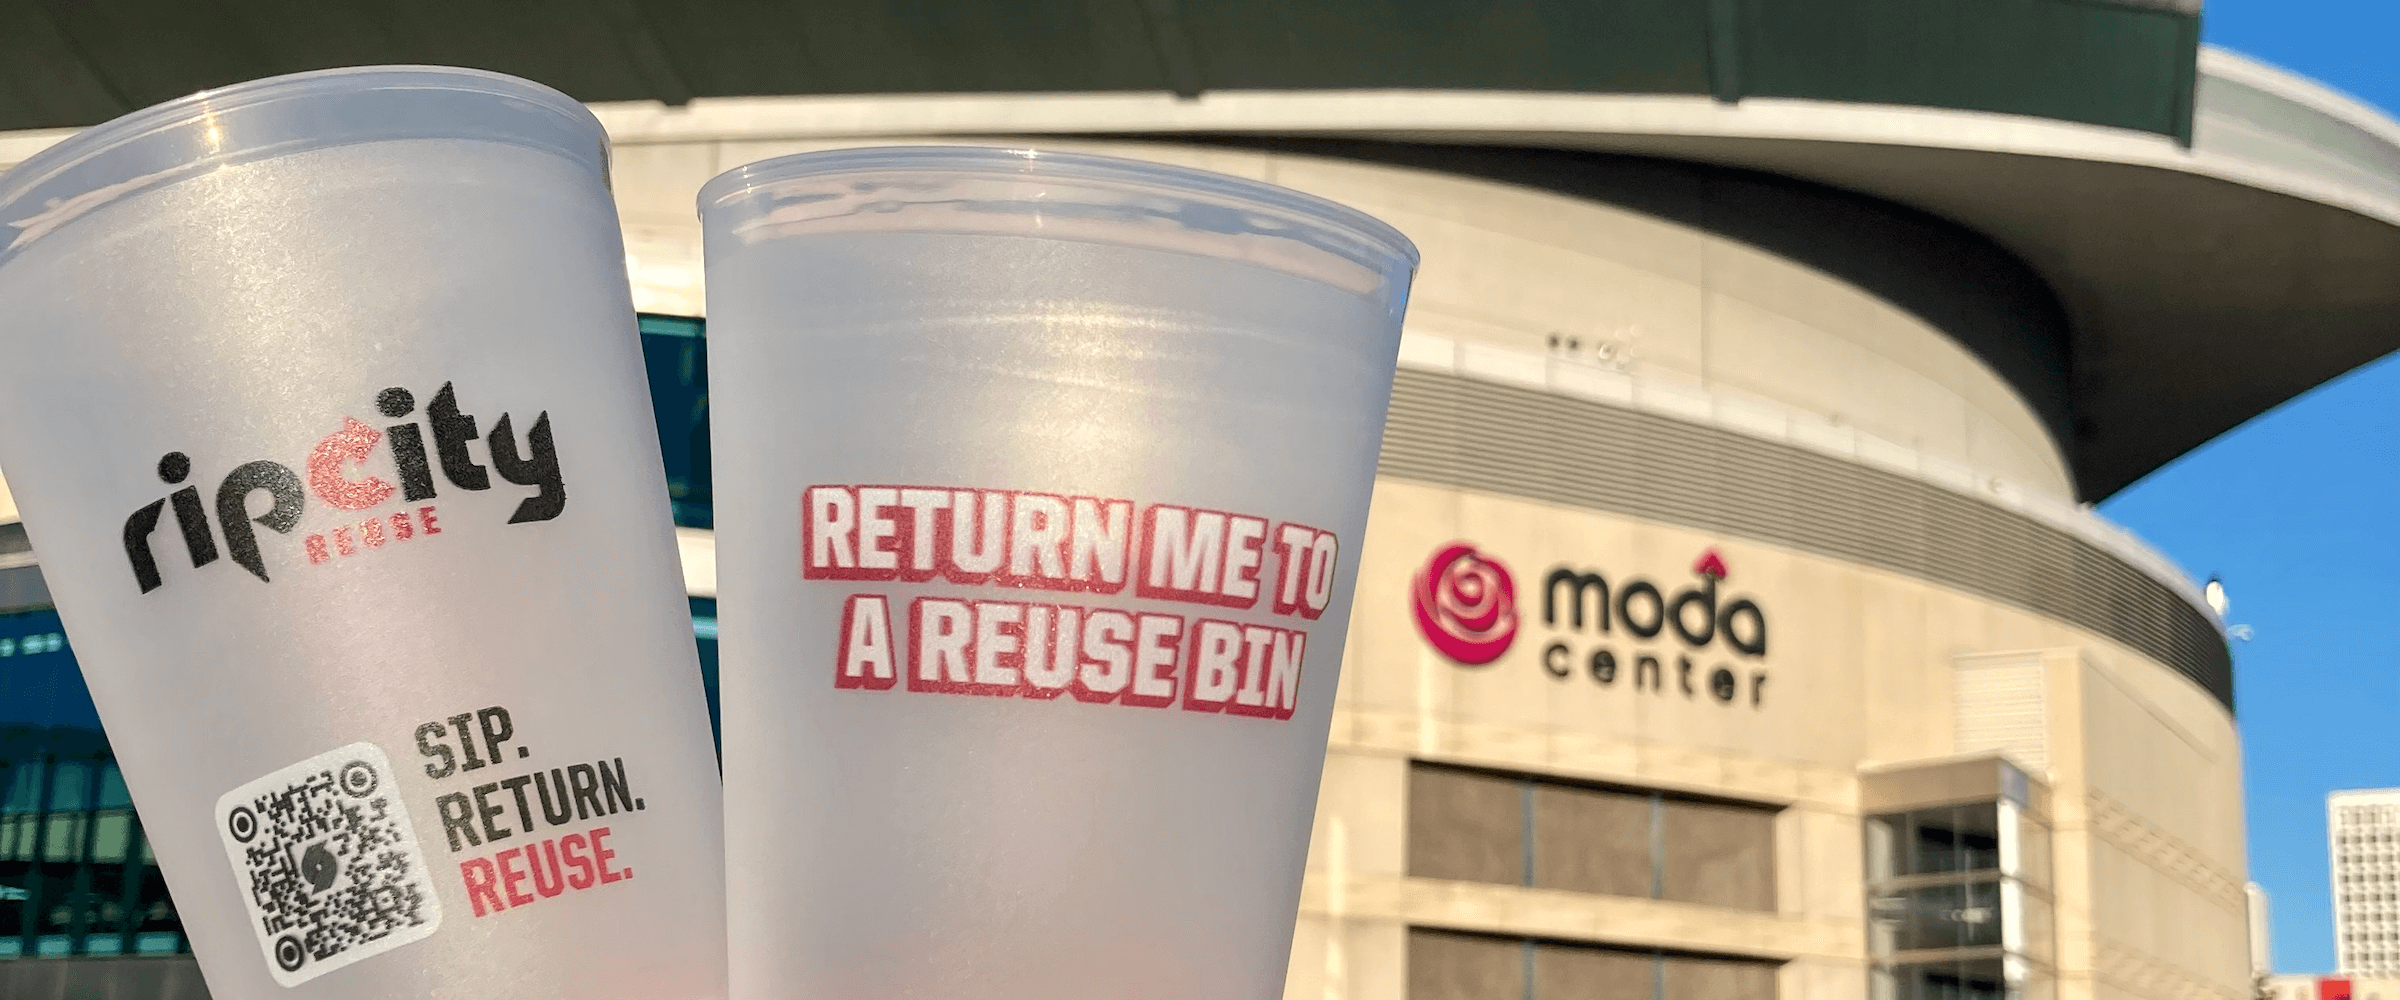 ripcity
REUSE
SIP.
RETURN.
REUSE.
RETURN ME TO
A REUSE BIN
moda
center